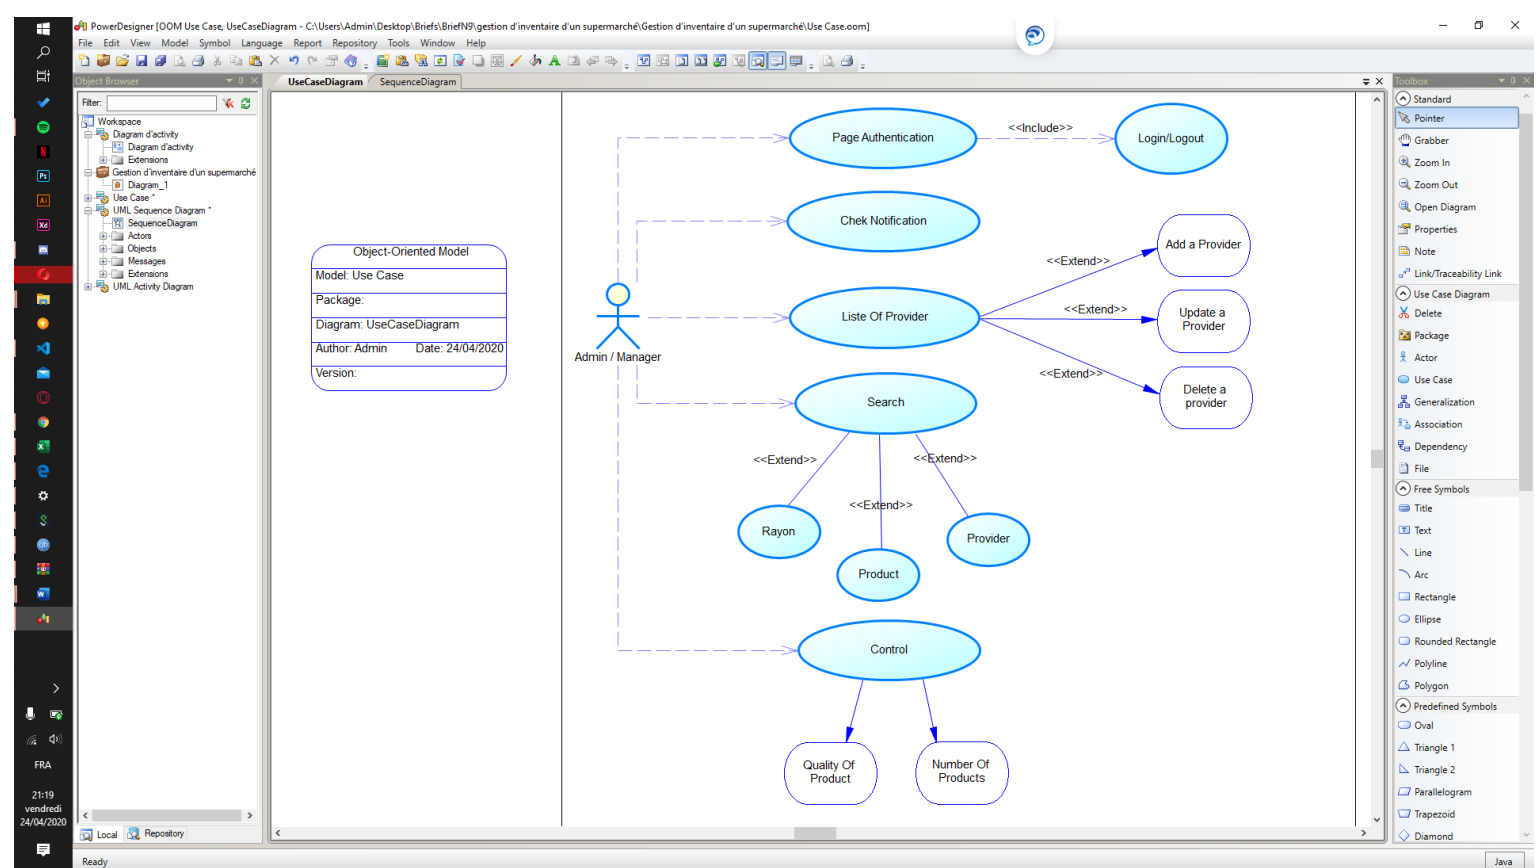 PowerDesigner [OOM Use Case, UseCaseDiagram - C:\Users\Admin\Desktop\Briefs\BriefN9\gestion d'inventaire d'un supermarché\Gestion d'inventaire d'un supermarché\Use Case.oom]
File Edit View Model Symbol Language Report Repository Tools Window Help
Object Browser
Filter:
Workspace
Diagram d'activity
Diagram d'activity
Extensions
Gestion d'inventaire d'un supermarché
Diagram_1
Use Case *
UML Sequence Diagram *
SequenceDiagram
Actors
Objects
Messages
Extensions
UML Activity Diagram
Local Repository
Ready
UseCaseDiagram SequenceDiagram
Object-Oriented Model
Model: Use Case
Package:
Diagram: UseCaseDiagram
Author: Admin Date: 24/04/2020
Version:
Admin / Manager
Page Authentication
<<Include>>
Login/Logout
Chek Notification
Liste Of Provider
<<Extend>>
Add a Provider
<<Extend>>
Update a
Provider
<<Extend>>
Delete a
provider
Search
<<Extend>>
<<Extend>>
<<Extend>>
Rayon
Product
Provider
Control
Quality Of
Product
Number Of
Products
Toolbox
Standard
Pointer
Grabber
Zoom In
Zoom Out
Open Diagram
Properties
Note
Link/Traceability Link
Use Case Diagram
Delete
Package
Actor
Use Case
Generalization
Association
Dependency
File
Free Symbols
Title
Text
Line
Arc
Rectangle
Ellipse
Rounded Rectangle
Polyline
Polygon
Predefined Symbols
Oval
Triangle 1
Triangle 2
Parallelogram
Trapezoid
Diamond
Java
N
Ps
Ai
Xd
FRA
21:19
vendredi
24/04/2020